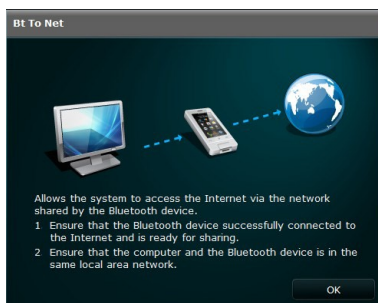 Bt To Net
Allows the system to access the Internet via the network
shared by the Bluetooth device.
1 Ensure that the Bluetooth device successfully connected to
the Internet and is ready for sharing.
2 Ensure that the computer and the Bluetooth device is in the
same local area network.
OK